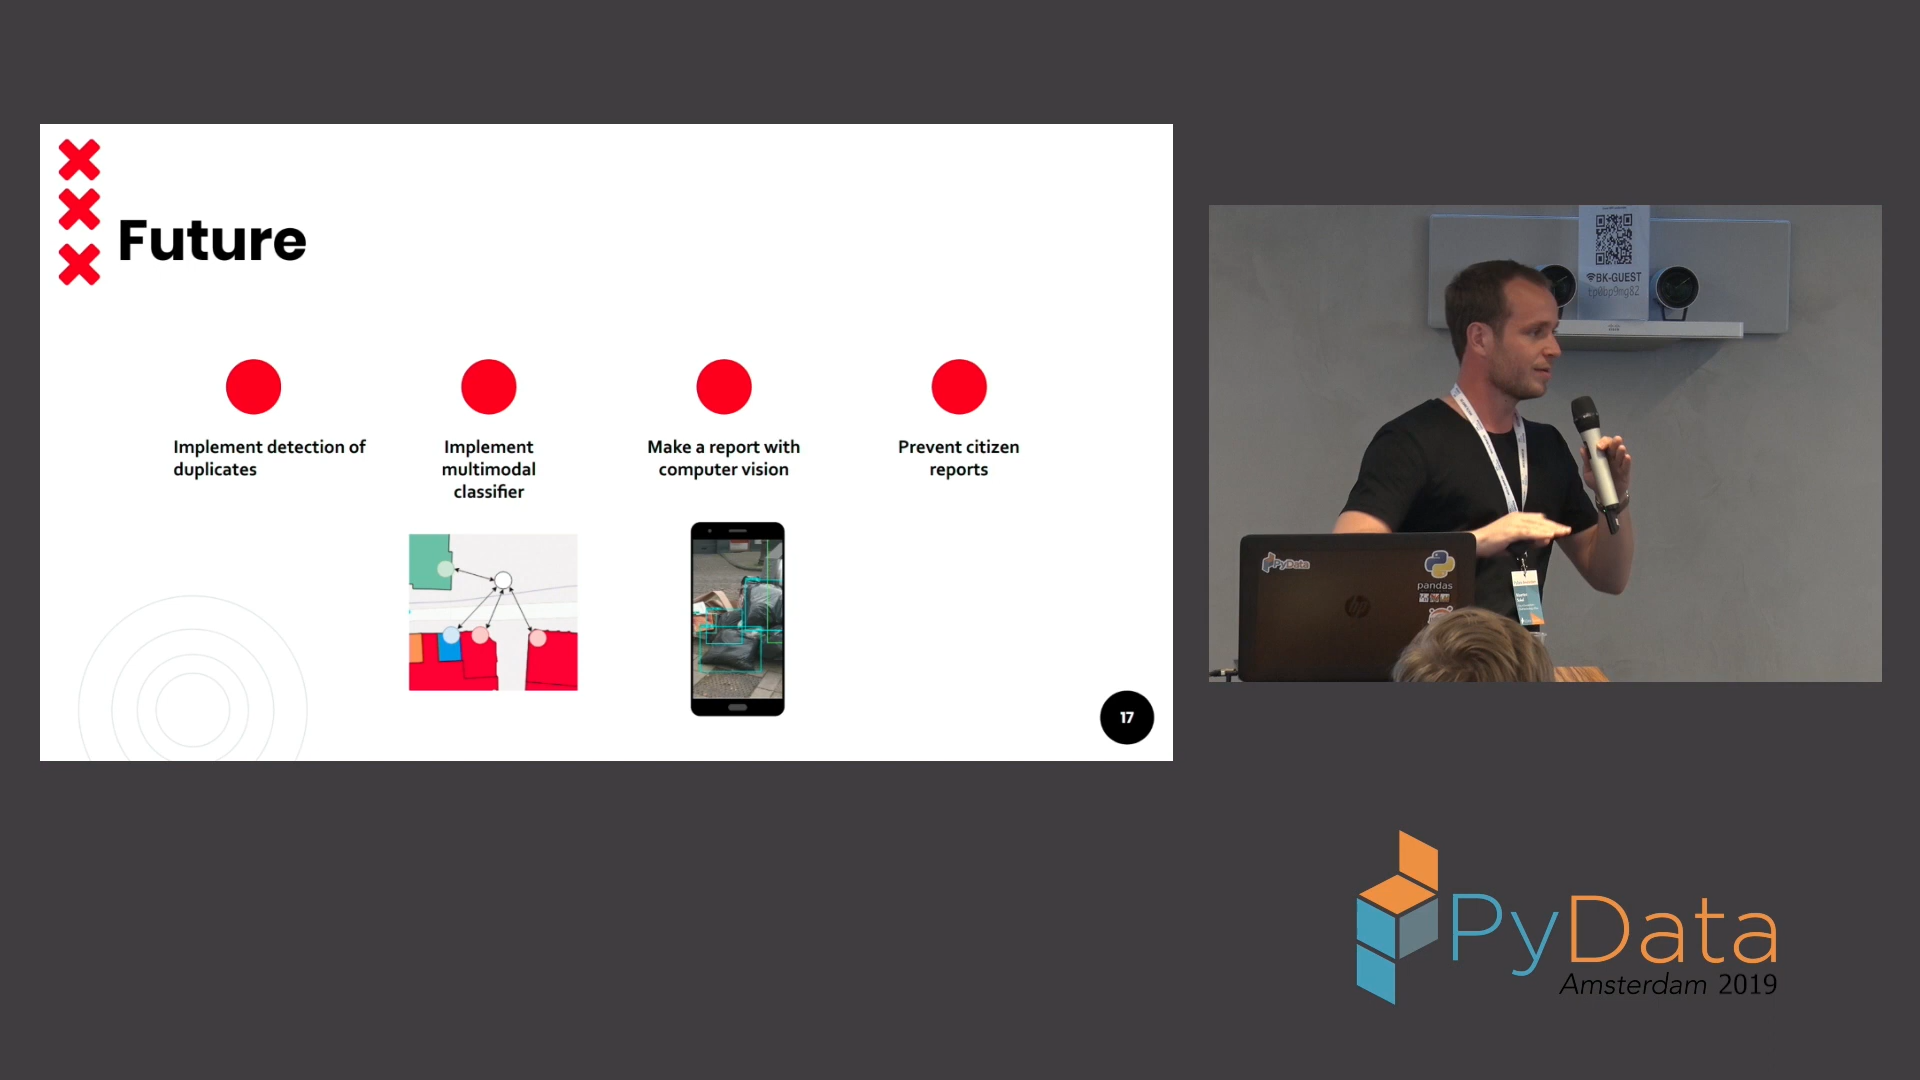 Future
Implement detection of
duplicates
Implement
multimodal
classifier
Make a report with
computer vision
Prevent citizen
reports
17
BK-GUEST
PyData
pandas
hp
PyData
Amsterdam 2019